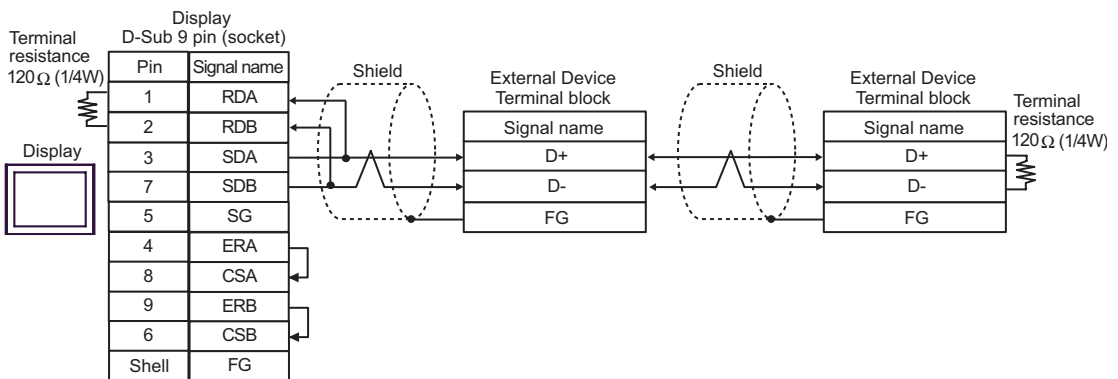 Display
D-Sub 9 pin (socket)
Terminal
resistance
120Ω (1/4W)
Pin Signal name
1 RDA
2 RDB
3 SDA
7 SDB
5 SG
4 ERA
8 CSA
9 ERB
6 CSB
Shell FG
Display
Shield
External Device
Terminal block
Signal name
D+
D-
FG
Shield
External Device
Terminal block
Signal name
D+
D-
FG
Terminal
resistance
120Ω (1/4W)